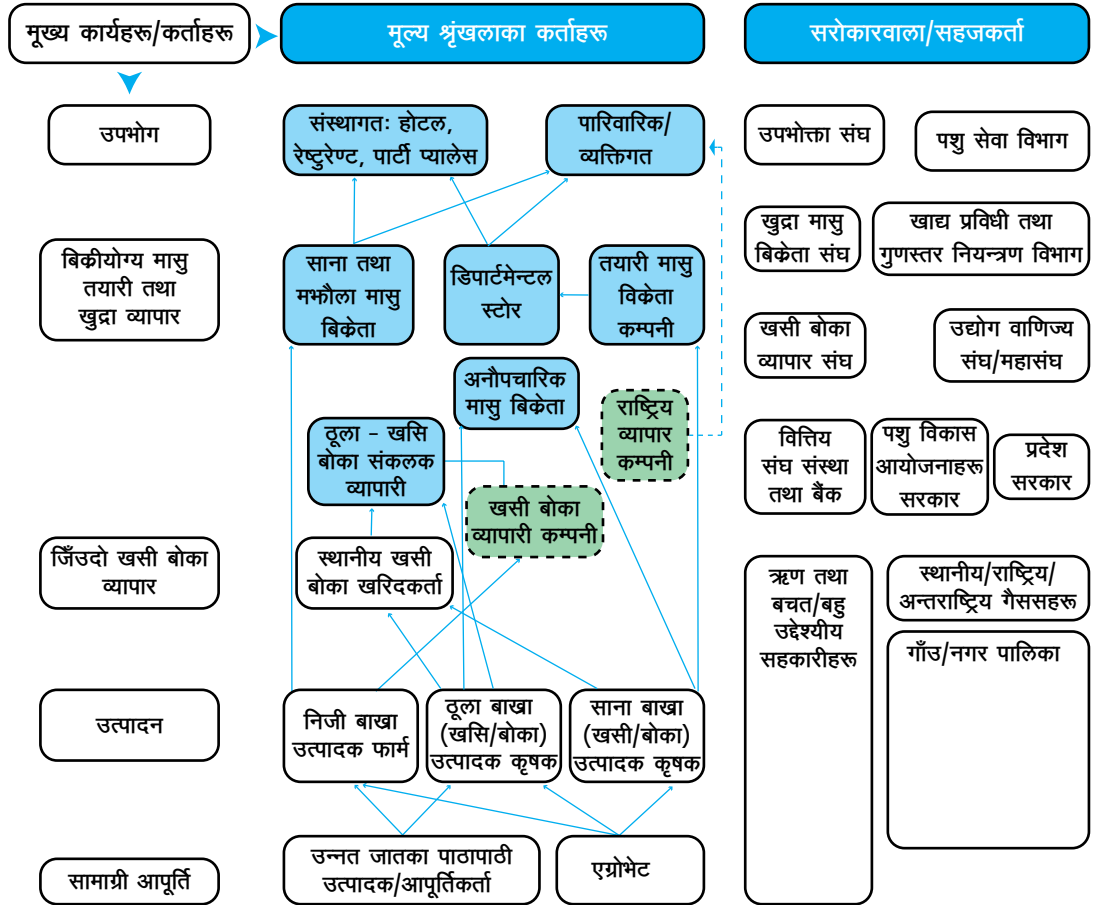 मूख्य कार्यहरू/कर्ताहरू
मूल्य श्रृंखलाका कर्ताहरू
सरोकारवाला/सहजकर्ता
उपभोग
संस्थागतः होटल,
रेष्टुरेण्ट, पार्टी प्यालेस
पारिवारिक/
व्यक्तिगत
उपभोक्ता संघ
पशु सेवा विभाग
बिक्रीयोग्य मासु
तयारी तथा
खुद्रा व्यापार
साना तथा
मझौला मासु
बिक्रेता
डिपार्टमेन्टल
स्टोर
तयारी मासु
विक्रेता
कम्पनी
खुद्रा मासु
बिक्रेता संघ
खाद्य प्रविधी तथा
गुणस्तर नियन्त्रण विभाग
खसी बोका
व्यापार संघ
उद्योग वाणिज्य
संघ/महासंघ
अनौपचारिक
मासु बिक्रेता
राष्ट्रिय
व्यापार
कम्पनी
ठूला – खसि
बोका संकलक
व्यापारी
वित्तिय
संघ संस्था
तथा बैंक
पशु विकास
आयोजनाहरू
सरकार
प्रदेश
सरकार
खसी बोका
व्यापारी कम्पनी
जिँउदो खसी बोका
व्यापार
स्थानीय खसी
बोका खरिदकर्ता
ऋण तथा
बचत/बहु
उद्देश्यीय
सहकारीहरू
स्थानीय/राष्ट्रिय/
अन्तराष्ट्रिय गैससहरू
गाँउ/नगर पालिका
उत्पादन
निजी बाख्रा
उत्पादक फार्म
ठूला बाख्रा
(खसि/बोका)
उत्पादक कृषक
साना बाख्रा
(खसी/बोका)
उत्पादक कृषक
सामाग्री आपूर्ति
उन्नत जातका पाठापाठी
उत्पादक/आपूर्तिकर्ता
एग्रोभेट